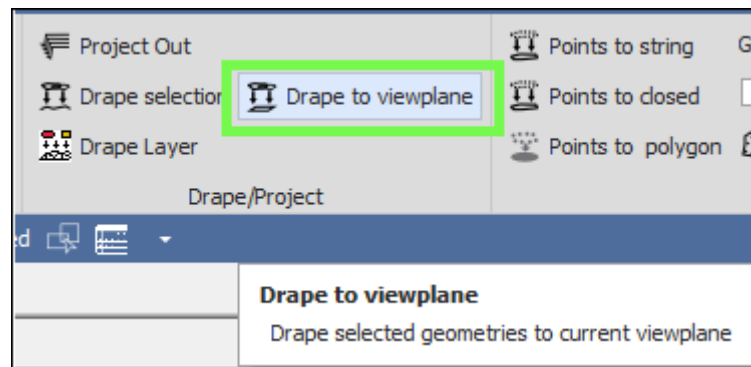 Project Out
Drape selection
Drape to viewplane
Drape Layer
Drape/Project
Points to string
Points to closed
Points to polygon
G
ed
Drape to viewplane
Drape selected geometries to current viewplane